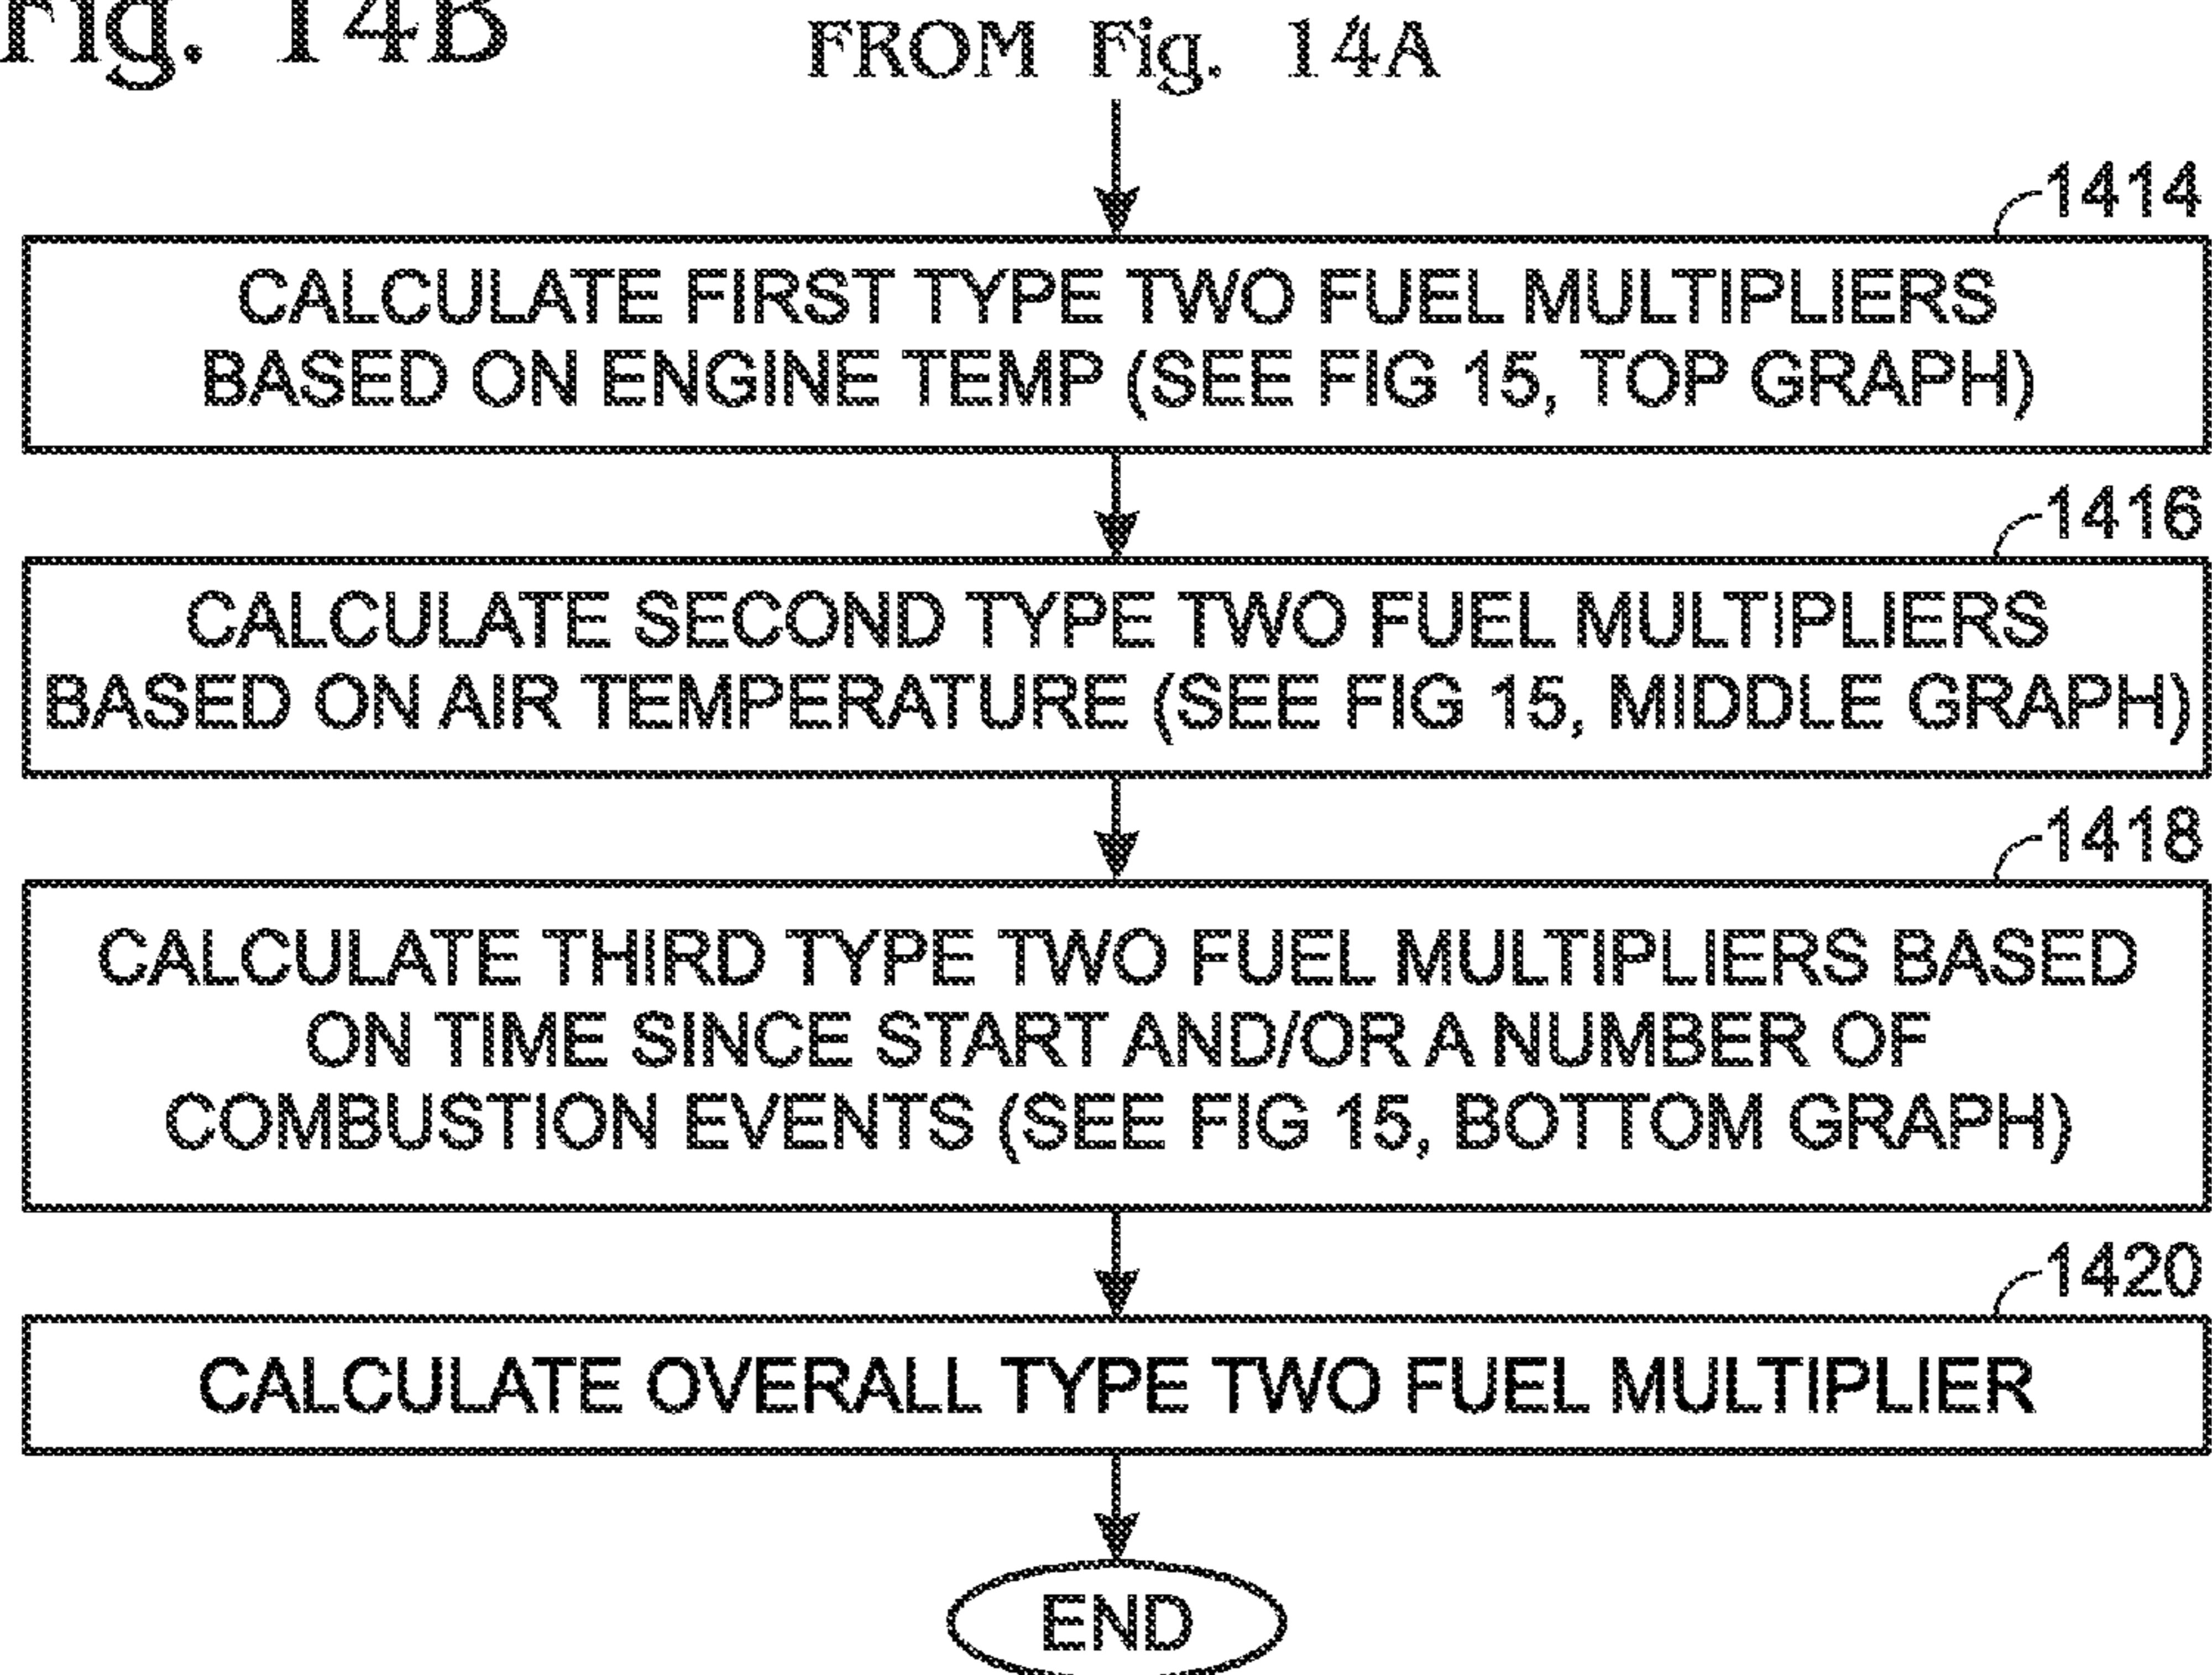 Fig. 14B
FROM Fig. 14A
1414
CALCULATE FIRST TYPE TWO FUEL MULTIPLIERS
BASED ON ENGINE TEMP (SEE FIG 15, TOP GRAPH)
1416
CALCULATE SECOND TYPE TWO FUEL MULTIPLIERS
BASED ON AIR TEMPERATURE (SEE FIG 15, MIDDLE GRAPH)
1418
CALCULATE THIRD TYPE TWO FUEL MULTIPLIERS BASED
ON TIME SINCE START AND/OR A NUMBER OF
COMBUSTION EVENTS (SEE FIG 15, BOTTOM GRAPH)
1420
CALCULATE OVERALL TYPE TWO FUEL MULTIPLIER
END